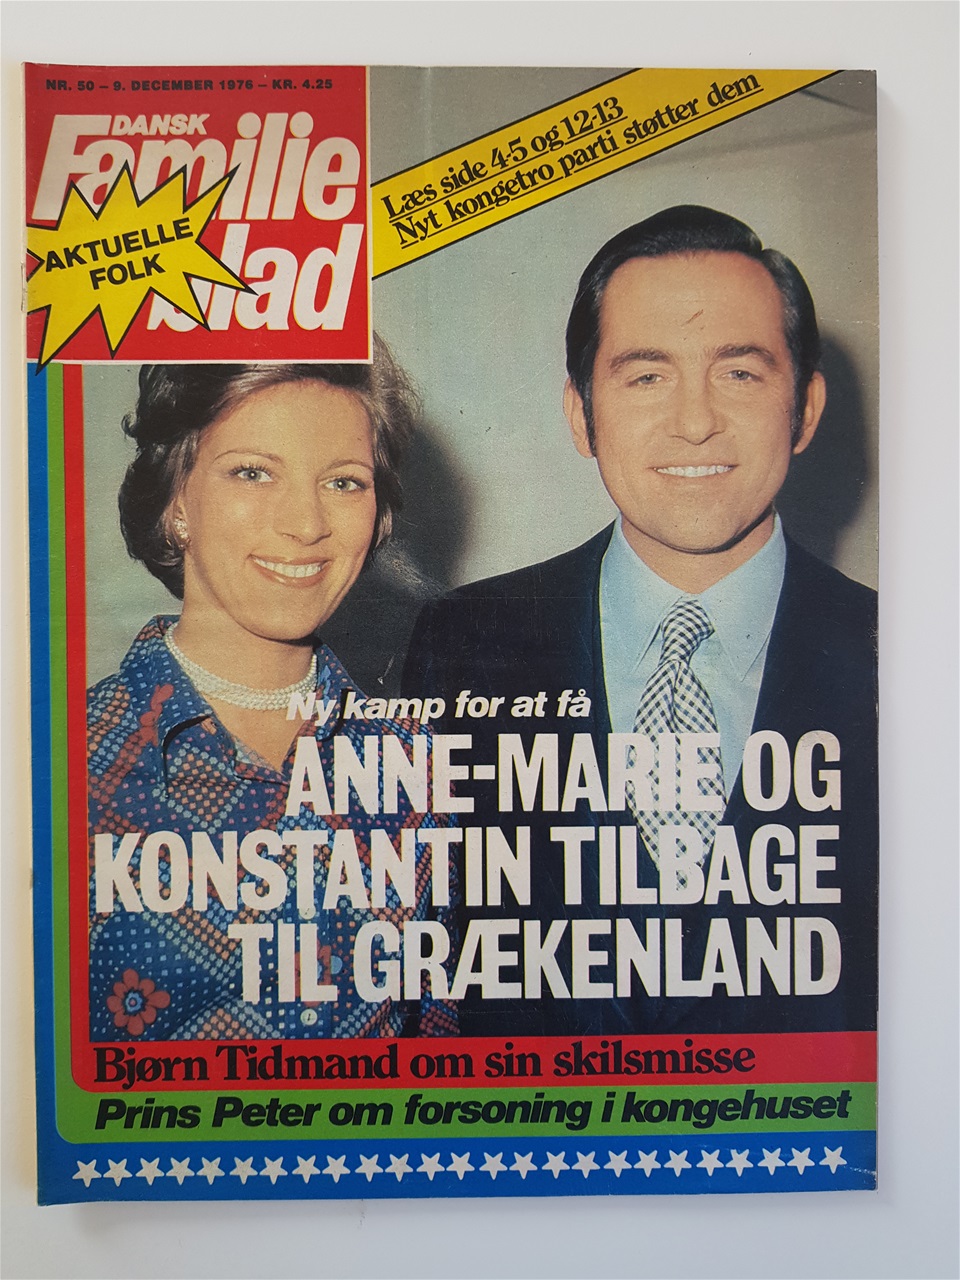 NR. 50 – 9. DECEMBER 1976 – KR. 4.25
DANSK
Familie
blad
AKTUELLE
FOLK
Læs side 4-5 og 12-13
Nyt kongetro parti støtter dem
Ny kamp for at få
ANNE-MARIE OG
KONSTANTIN TILBAGE
TIL GRÆKENLAND
Bjørn Tidmand om sin skilsmisse
Prins Peter om forsoning i kongehuset